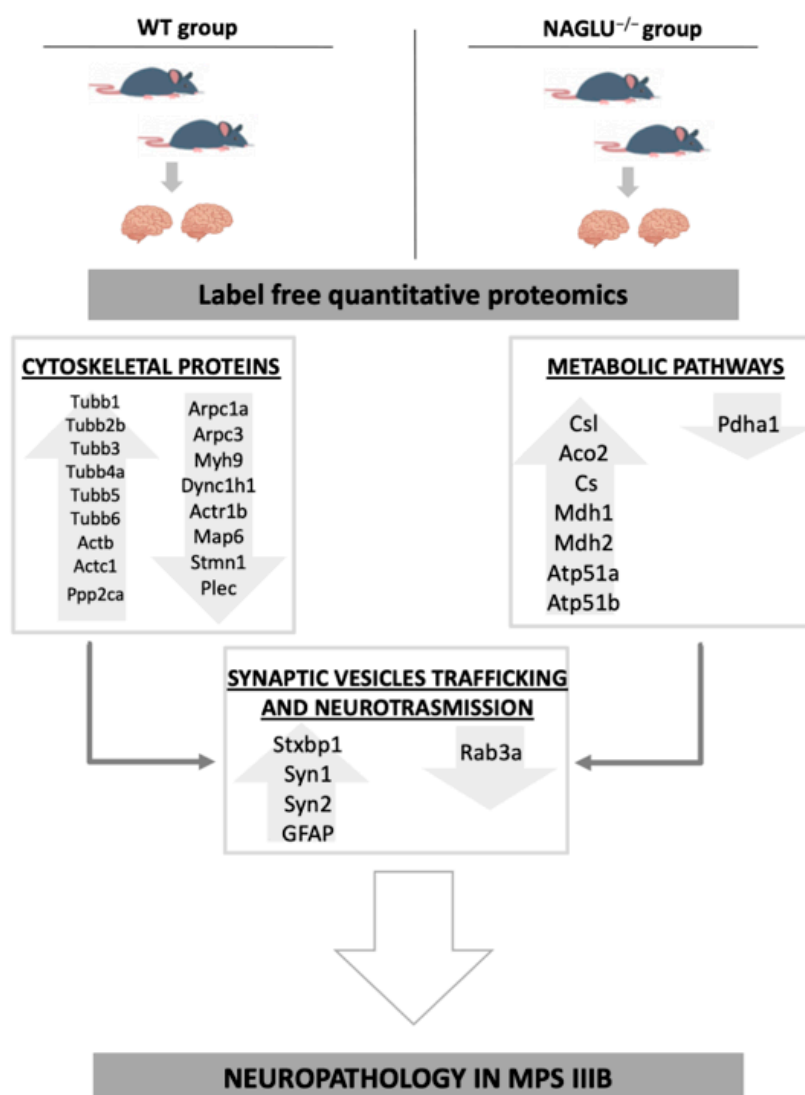 WT group
NAGLU⁻/⁻ group
Label free quantitative proteomics
CYTOSKELETAL PROTEINS
Tubb1
Tubb2b
Tubb3
Tubb4a
Tubb5
Tubb6
Actb
Actc1
Ppp2ca
Arpc1a
Arpc3
Myh9
Dync1h1
Actr1b
Map6
Stmn1
Plec
METABOLIC PATHWAYS
Csl
Aco2
Cs
Mdh1
Mdh2
Atp51a
Atp51b
Pdha1
SYNAPTIC VESICLES TRAFFICKING
AND NEUROTRASMISSION
Stxbp1
Syn1
Syn2
GFAP
Rab3a
NEUROPATHOLOGY IN MPS IIIB